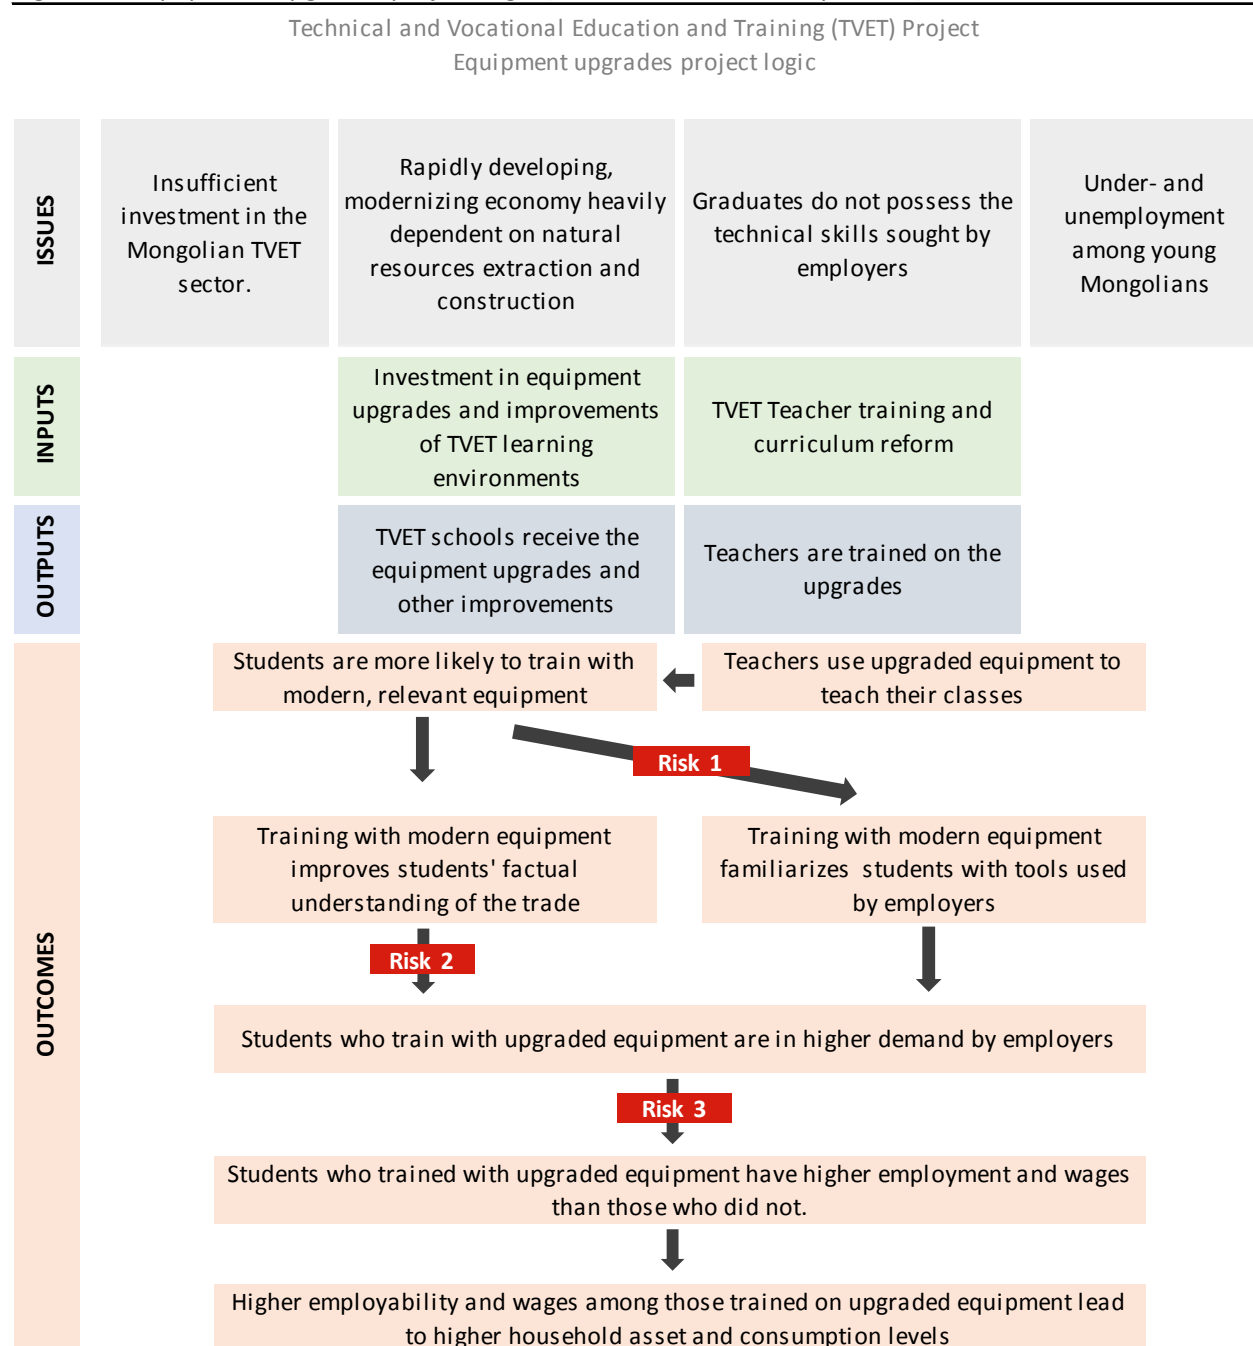 Technical and Vocational Education and Training (TVET) Project
Equipment upgrades project logic
ISSUES
Insufficient
investment in the
Mongolian TVET
sector.
Rapidly developing,
modernizing economy heavily
dependent on natural
resources extraction and
construction
Graduates do not possess the
technical skills sought by
employers
Under- and
unemployment
among young
Mongolians
INPUTS
Investment in equipment
upgrades and improvements
of TVET learning
environments
TVET Teacher training and
curriculum reform
OUTPUTS
TVET schools receive the
equipment upgrades and
other improvements
Teachers are trained on the
upgrades
OUTCOMES
Students are more likely to train with
modern, relevant equipment
Teachers use upgraded equipment to
teach their classes
Risk 1
Training with modern equipment
improves students' factual
understanding of the trade
Training with modern equipment
familiarizes students with tools used
by employers
Risk 2
Students who train with upgraded equipment are in higher demand by employers
Risk 3
Students who trained with upgraded equipment have higher employment and wages
than those who did not.
Higher employability and wages among those trained on upgraded equipment lead
to higher household asset and consumption levels